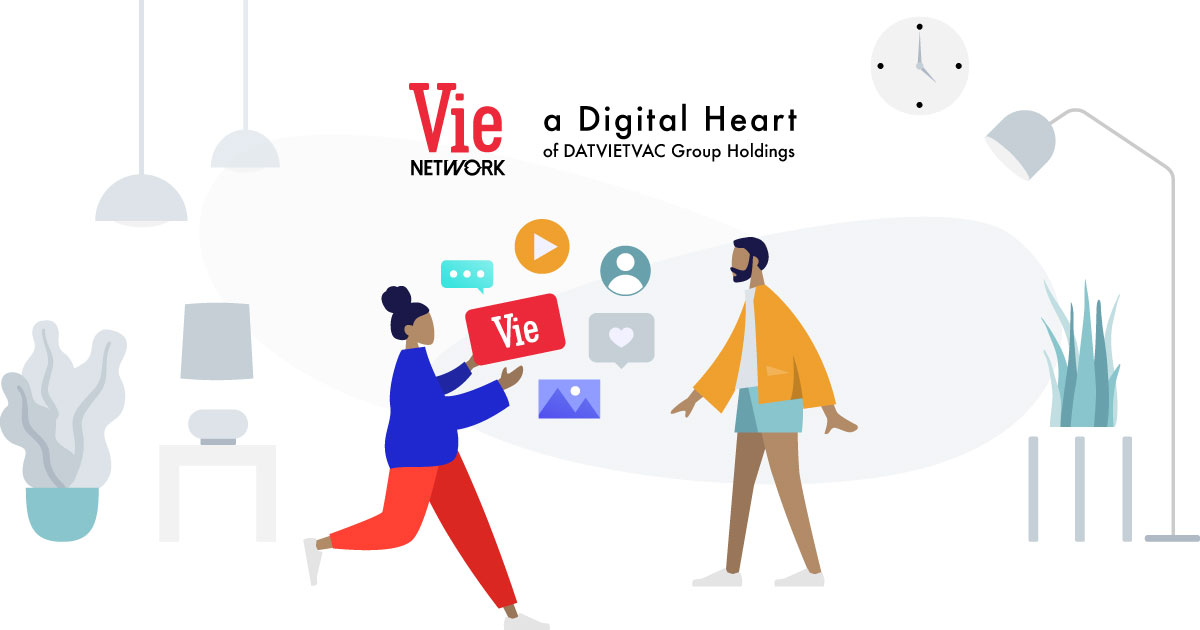 Vie
NETWORK
a Digital Heart
of DATVIETVAC Group Holdings
Vie